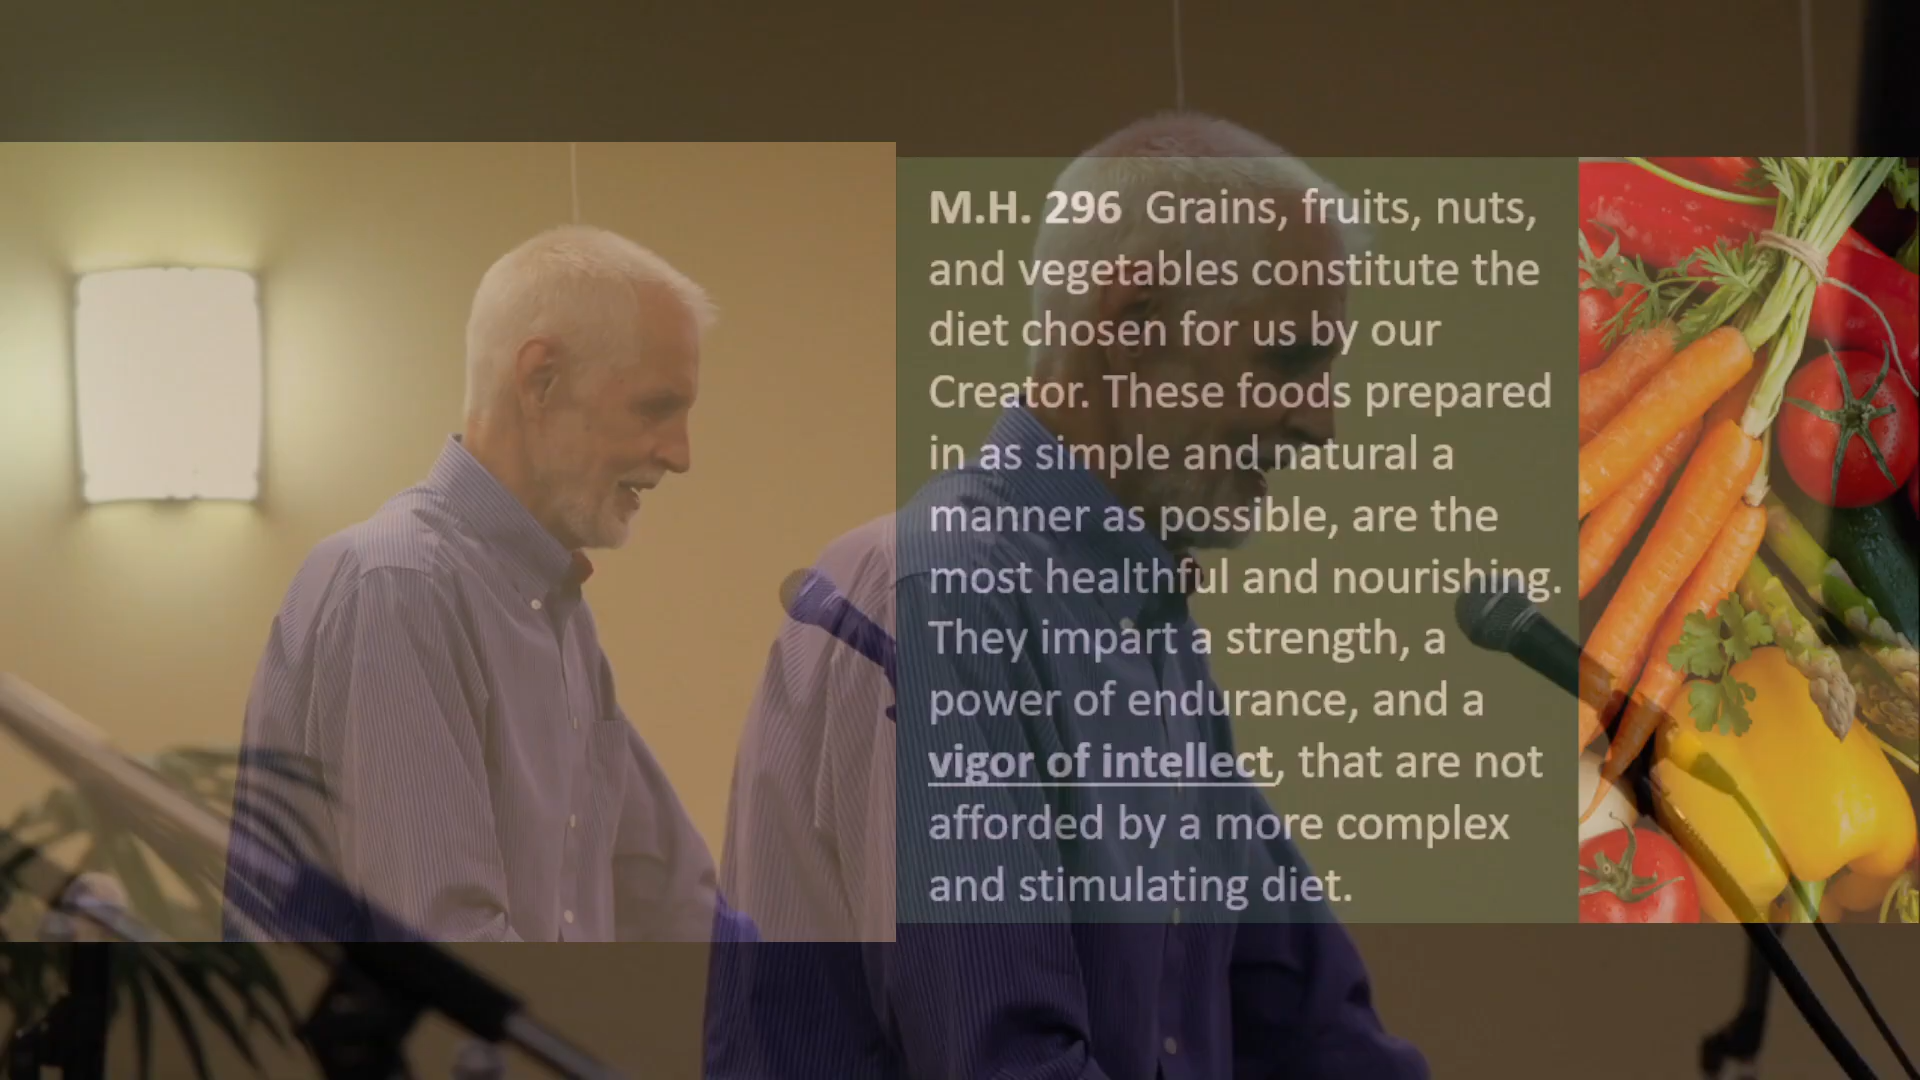 M.H. 296 Grains, fruits, nuts,
and vegetables constitute the
diet chosen for us by our
Creator. These foods prepared
in as simple and natural a
manner as possible, are the
most healthful and nourishing.
They impart a strength, a
power of endurance, and a
vigor of intellect, that are not
afforded by a more complex
and stimulating diet.